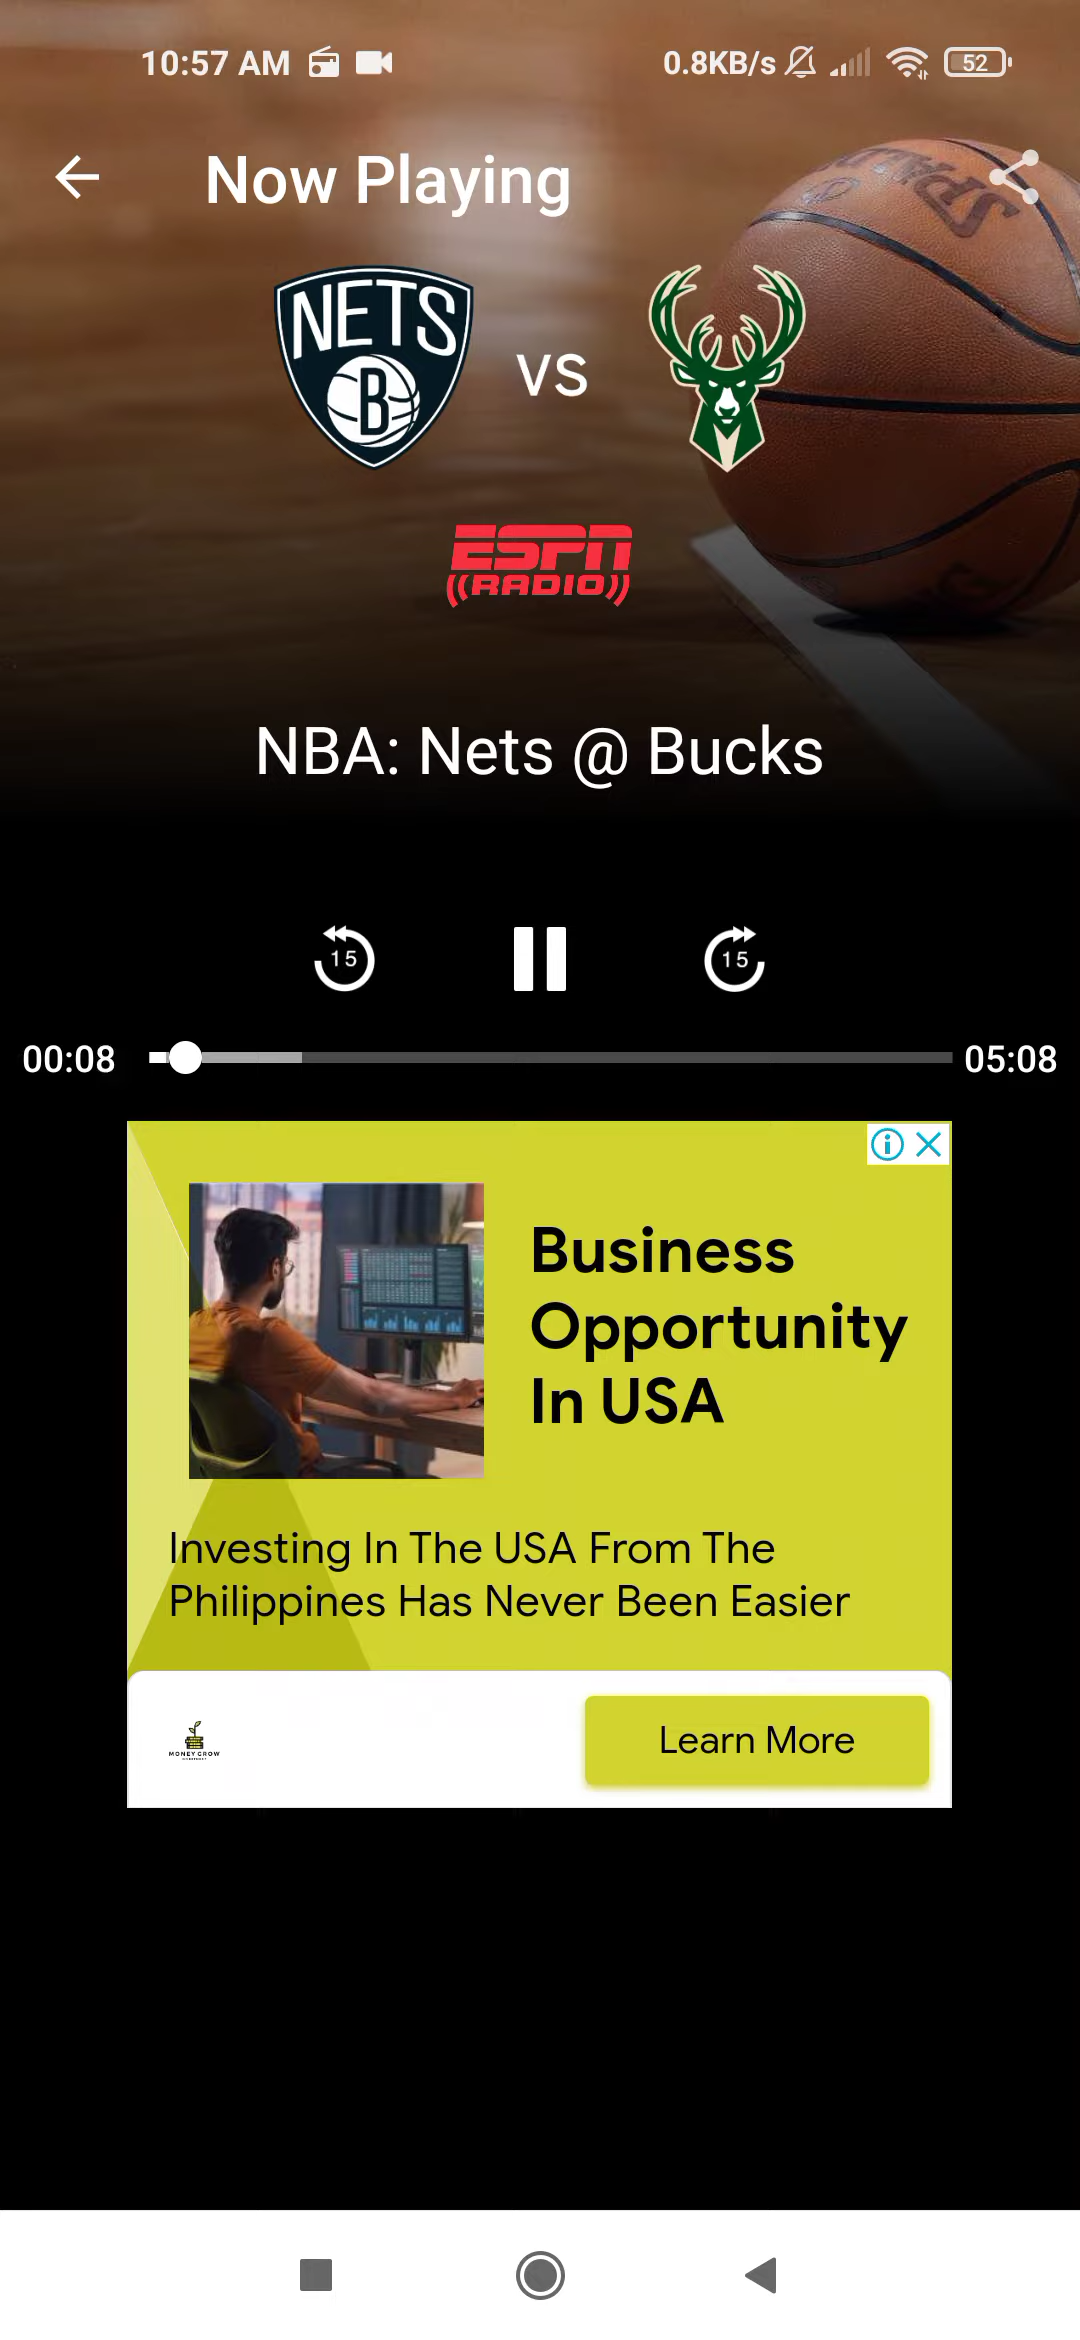 10:57 AM
0.8KB/s
52
Now Playing
SPALDING
NETS
B
VS
ESPN
RADIO
NBA: Nets @ Bucks
15
15
00:08
05:08
Business
Opportunity
In USA
Investing In The USA From The
Philippines Has Never Been Easier
MONEY GROW
Learn More